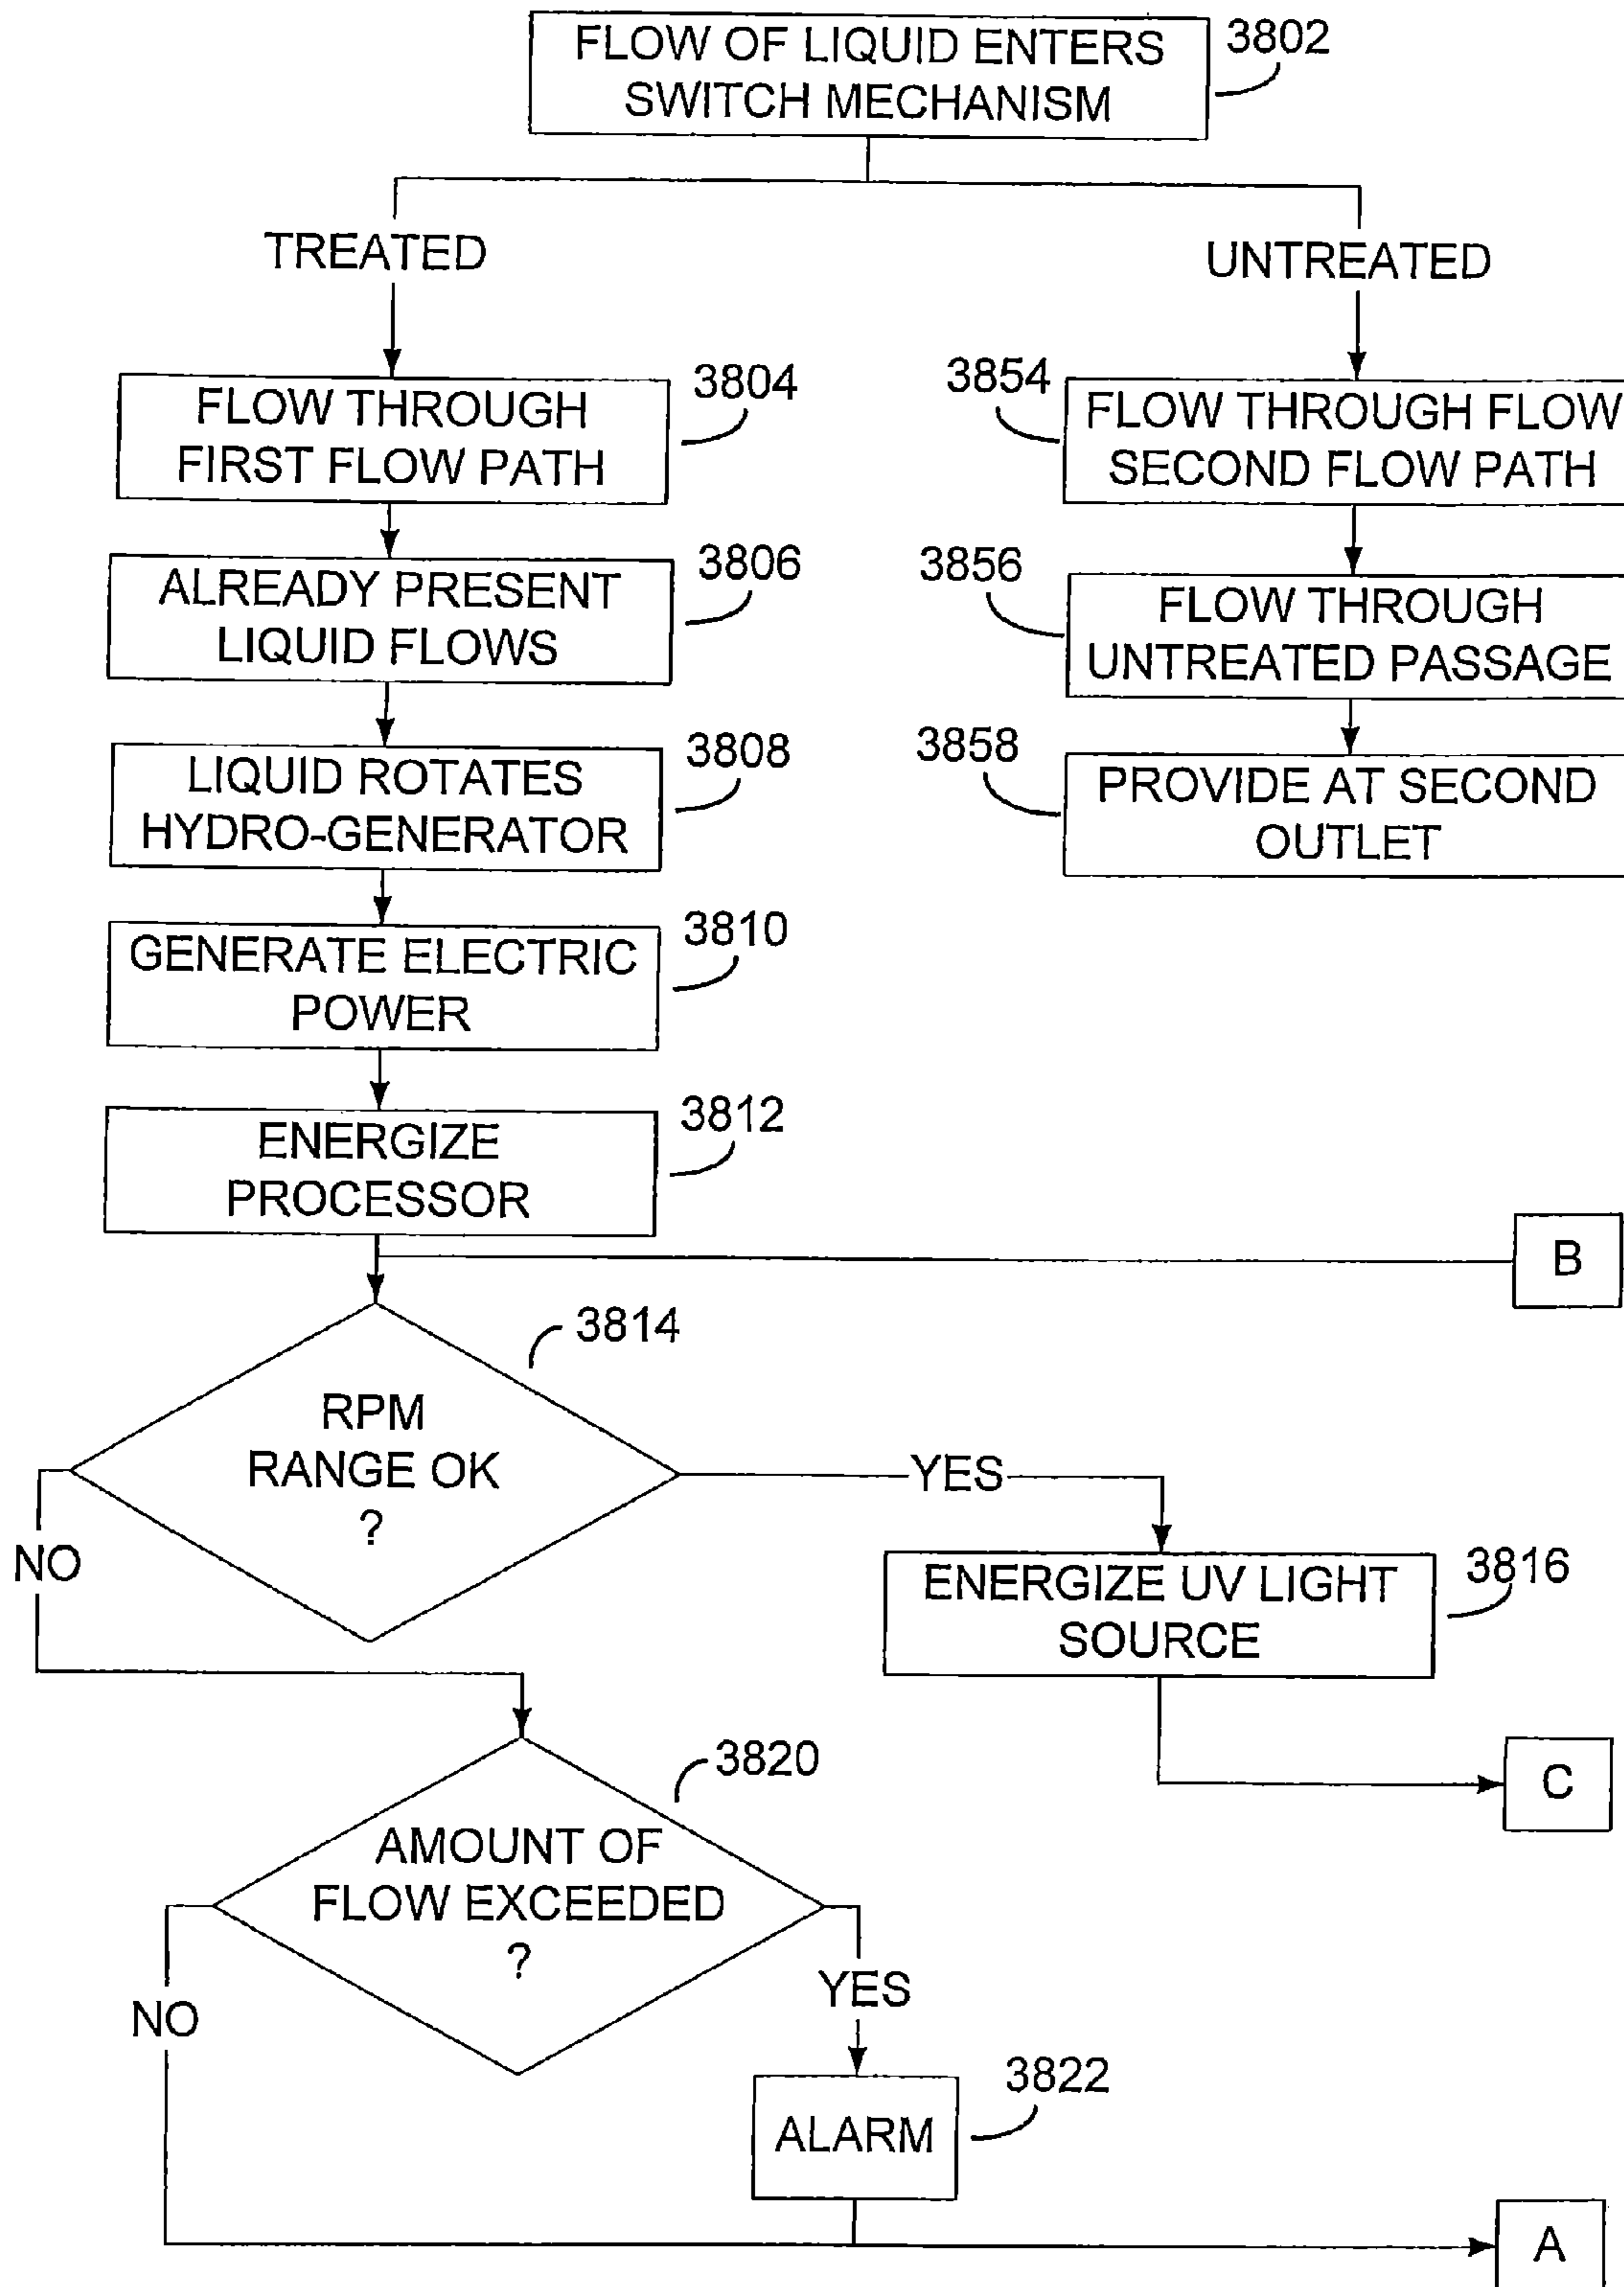 FLOW OF LIQUID ENTERS
SWITCH MECHANISM
3802
TREATED
UNTREATED
FLOW THROUGH
FIRST FLOW PATH
3804
3854
FLOW THROUGH FLOW
SECOND FLOW PATH
ALREADY PRESENT
LIQUID FLOWS
3806
3856
FLOW THROUGH
UNTREATED PASSAGE
LIQUID ROTATES
HYDRO-GENERATOR
3808
3858
PROVIDE AT SECOND
OUTLET
GENERATE ELECTRIC
POWER
3810
ENERGIZE
PROCESSOR
3812
B
3814
RPM
RANGE OK
?
YES
NO
ENERGIZE UV LIGHT
SOURCE
3816
C
3820
AMOUNT OF
FLOW EXCEEDED
?
YES
NO
ALARM
3822
A